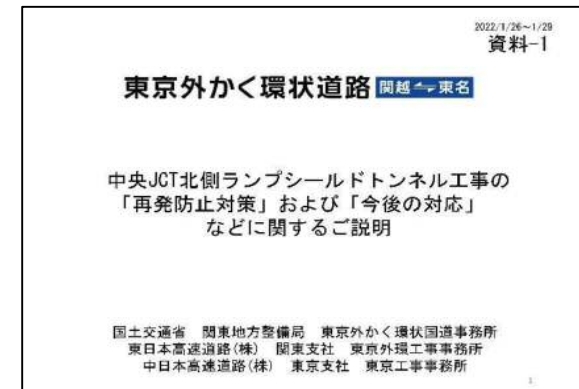 2022/1/26~1/29
資料-1
東京外かく環状道路 関越⇆東名
中央JCT北側ランプシールドトンネル工事の
「再発防止対策」および「今後の対応」
などに関するご説明
国土交通省 関東地方整備局 東京外かく環状国道事務所
東日本高速道路(株) 関東支社 東京外環工事事務所
中日本高速道路(株) 東京支社 東京工事事務所
1